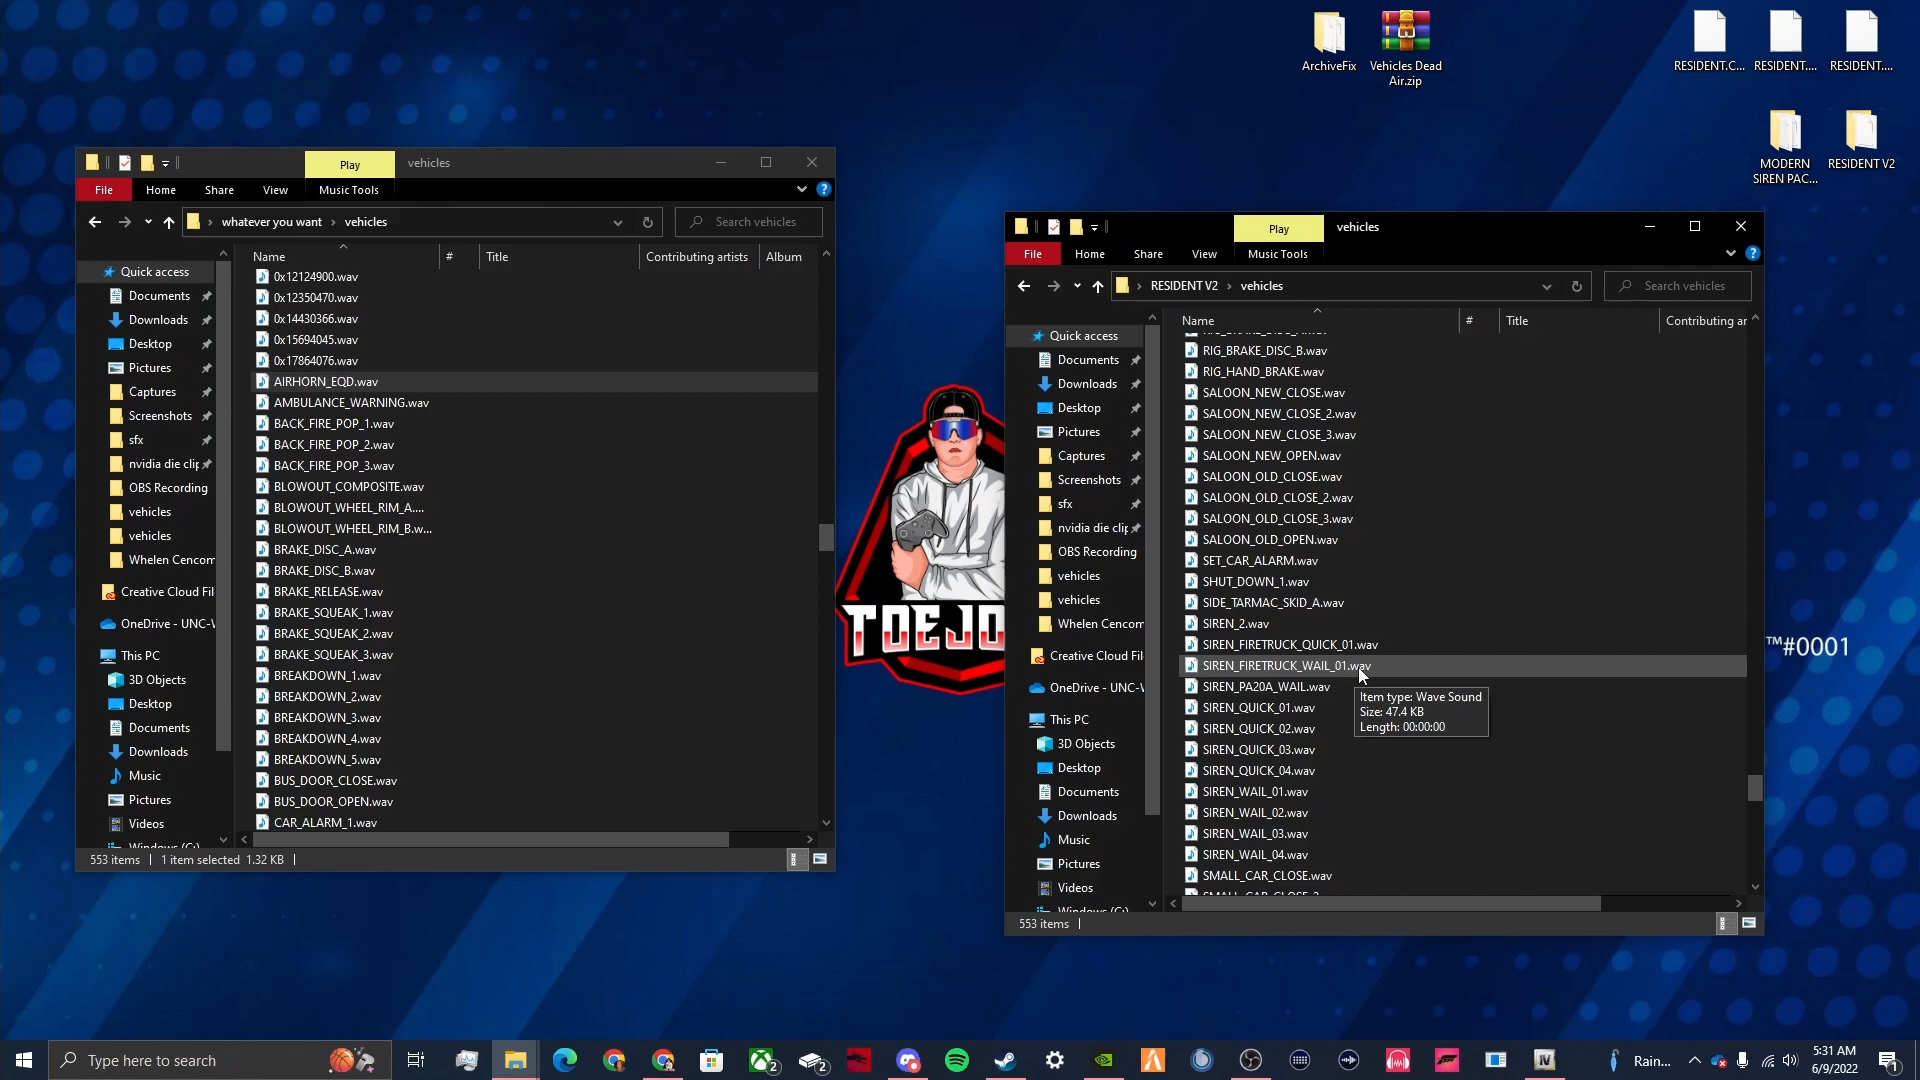 ArchiveFix
Vehicles Dead
Air.zip
RESIDENT.C...
RESIDENT....
RESIDENT....
MODERN
SIREN PAC...
RESIDENT V2
Play
vehicles
File
Home
Share
View
Music Tools
whatever you want
vehicles
Search vehicles
Name
#
Title
Contributing artists
Album
Quick access
Documents
Downloads
Desktop
Pictures
Captures
Screenshots
sfx
nvidia die clip
OBS Recording
vehicles
vehicles
Whelen Cencom
Creative Cloud Fil
OneDrive - UNC-W
This PC
3D Objects
Desktop
Documents
Downloads
Music
Pictures
Videos
Windows (C:)
0x12124900.wav
0x12350470.wav
0x14430366.wav
0x15694045.wav
0x17864076.wav
AIRHORN_EQD.wav
AMBULANCE_WARNING.wav
BACK_FIRE_POP_1.wav
BACK_FIRE_POP_2.wav
BACK_FIRE_POP_3.wav
BLOWOUT_COMPOSITE.wav
BLOWOUT_WHEEL_RIM_A....
BLOWOUT_WHEEL_RIM_B.w...
BRAKE_DISC_A.wav
BRAKE_DISC_B.wav
BRAKE_RELEASE.wav
BRAKE_SQUEAK_1.wav
BRAKE_SQUEAK_2.wav
BRAKE_SQUEAK_3.wav
BREAKDOWN_1.wav
BREAKDOWN_2.wav
BREAKDOWN_3.wav
BREAKDOWN_4.wav
BREAKDOWN_5.wav
BUS_DOOR_CLOSE.wav
BUS_DOOR_OPEN.wav
CAR_ALARM_1.wav
553 items
1 item selected 1.32 KB
TOEJO
™#0001
Play
vehicles
File
Home
Share
View
Music Tools
RESIDENT V2
vehicles
Search vehicles
Name
#
Title
Contributing ar
Quick access
Documents
Downloads
Desktop
Pictures
Captures
Screenshots
sfx
nvidia die clip
OBS Recording
vehicles
vehicles
Whelen Cencom
Creative Cloud Fil
OneDrive - UNC-W
This PC
3D Objects
Desktop
Documents
Downloads
Music
Pictures
Videos
Windows (C:)
RIG_BRAKE_DISC_B.wav
RIG_HAND_BRAKE.wav
SALOON_NEW_CLOSE.wav
SALOON_NEW_CLOSE_2.wav
SALOON_NEW_CLOSE_3.wav
SALOON_NEW_OPEN.wav
SALOON_OLD_CLOSE.wav
SALOON_OLD_CLOSE_2.wav
SALOON_OLD_CLOSE_3.wav
SALOON_OLD_OPEN.wav
SET_CAR_ALARM.wav
SHUT_DOWN_1.wav
SIDE_TARMAC_SKID_A.wav
SIREN_2.wav
SIREN_FIRETRUCK_QUICK_01.wav
SIREN_FIRETRUCK_WAIL_01.wav
SIREN_PA20A_WAIL.wav
SIREN_QUICK_01.wav
SIREN_QUICK_02.wav
SIREN_QUICK_03.wav
SIREN_QUICK_04.wav
SIREN_WAIL_01.wav
SIREN_WAIL_02.wav
SIREN_WAIL_03.wav
SIREN_WAIL_04.wav
SMALL_CAR_CLOSE.wav
Item type: Wave Sound
Size: 47.4 KB
Length: 00:00:00
553 items
Type here to search
2
2
Rain...
5:31 AM
6/9/2022
1